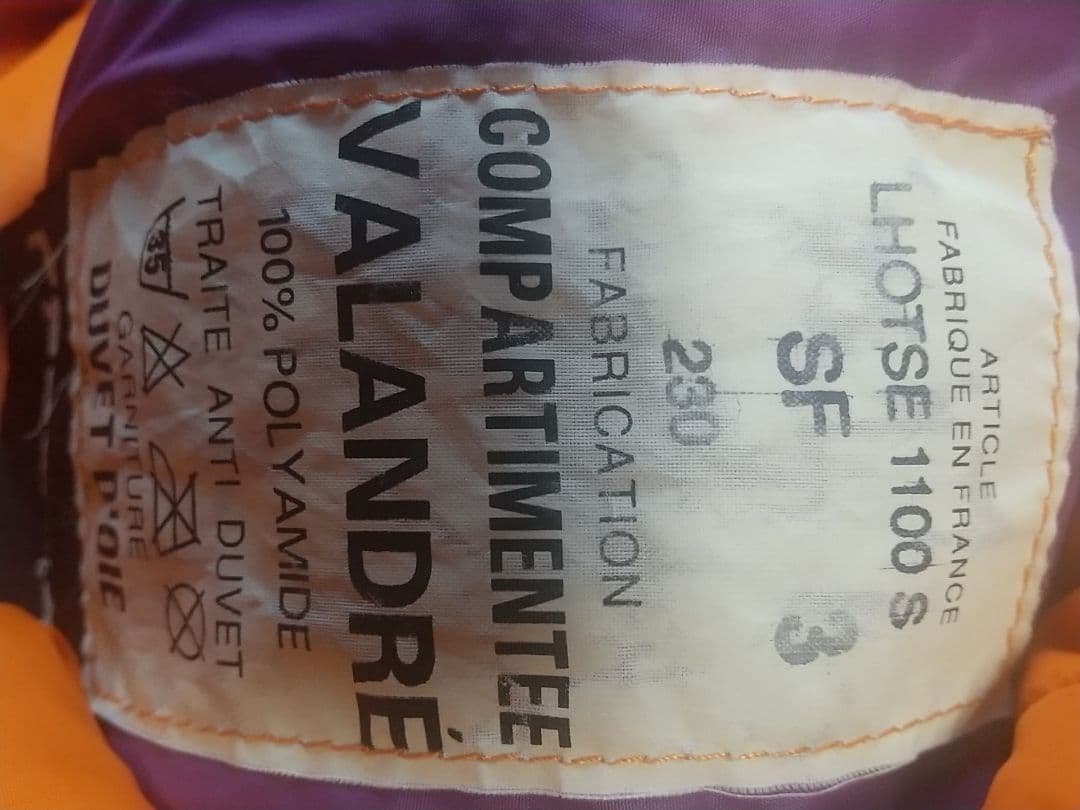 ARTICLE
FABRIQUE EN FRANCE
LHOTSE 1100 S
SF 3
230
FABRICATION
COMPARTIMENTEE
VALANDRÉ
100% POLYAMIDE
TRAITE ANTI DUVET
35
GARNITURE
DUVET D'OIE